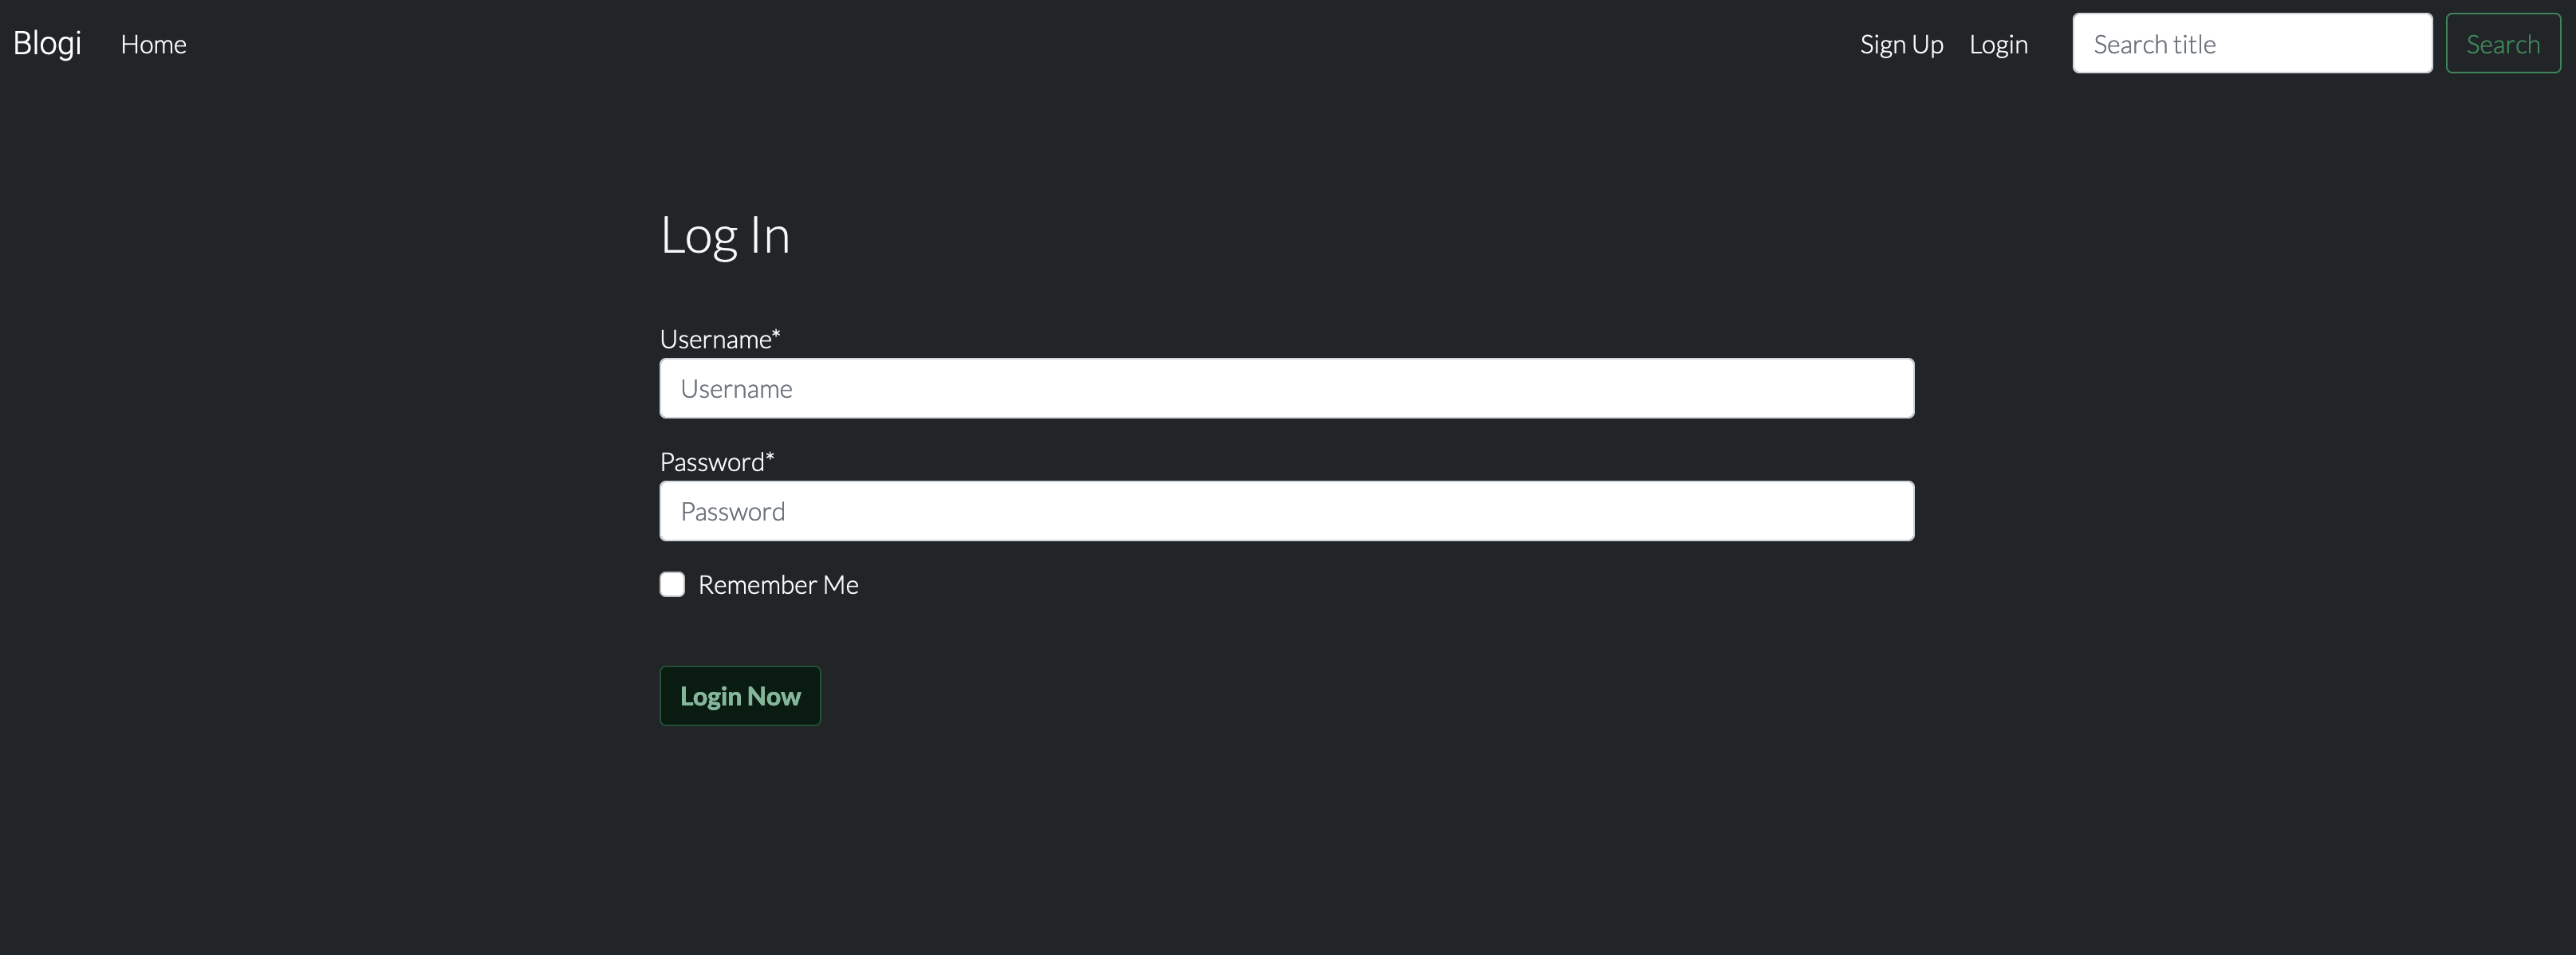 Blogi Home Sign Up Login Search title Search
Log In
Username*
Username
Password*
Password
Remember Me
Login Now